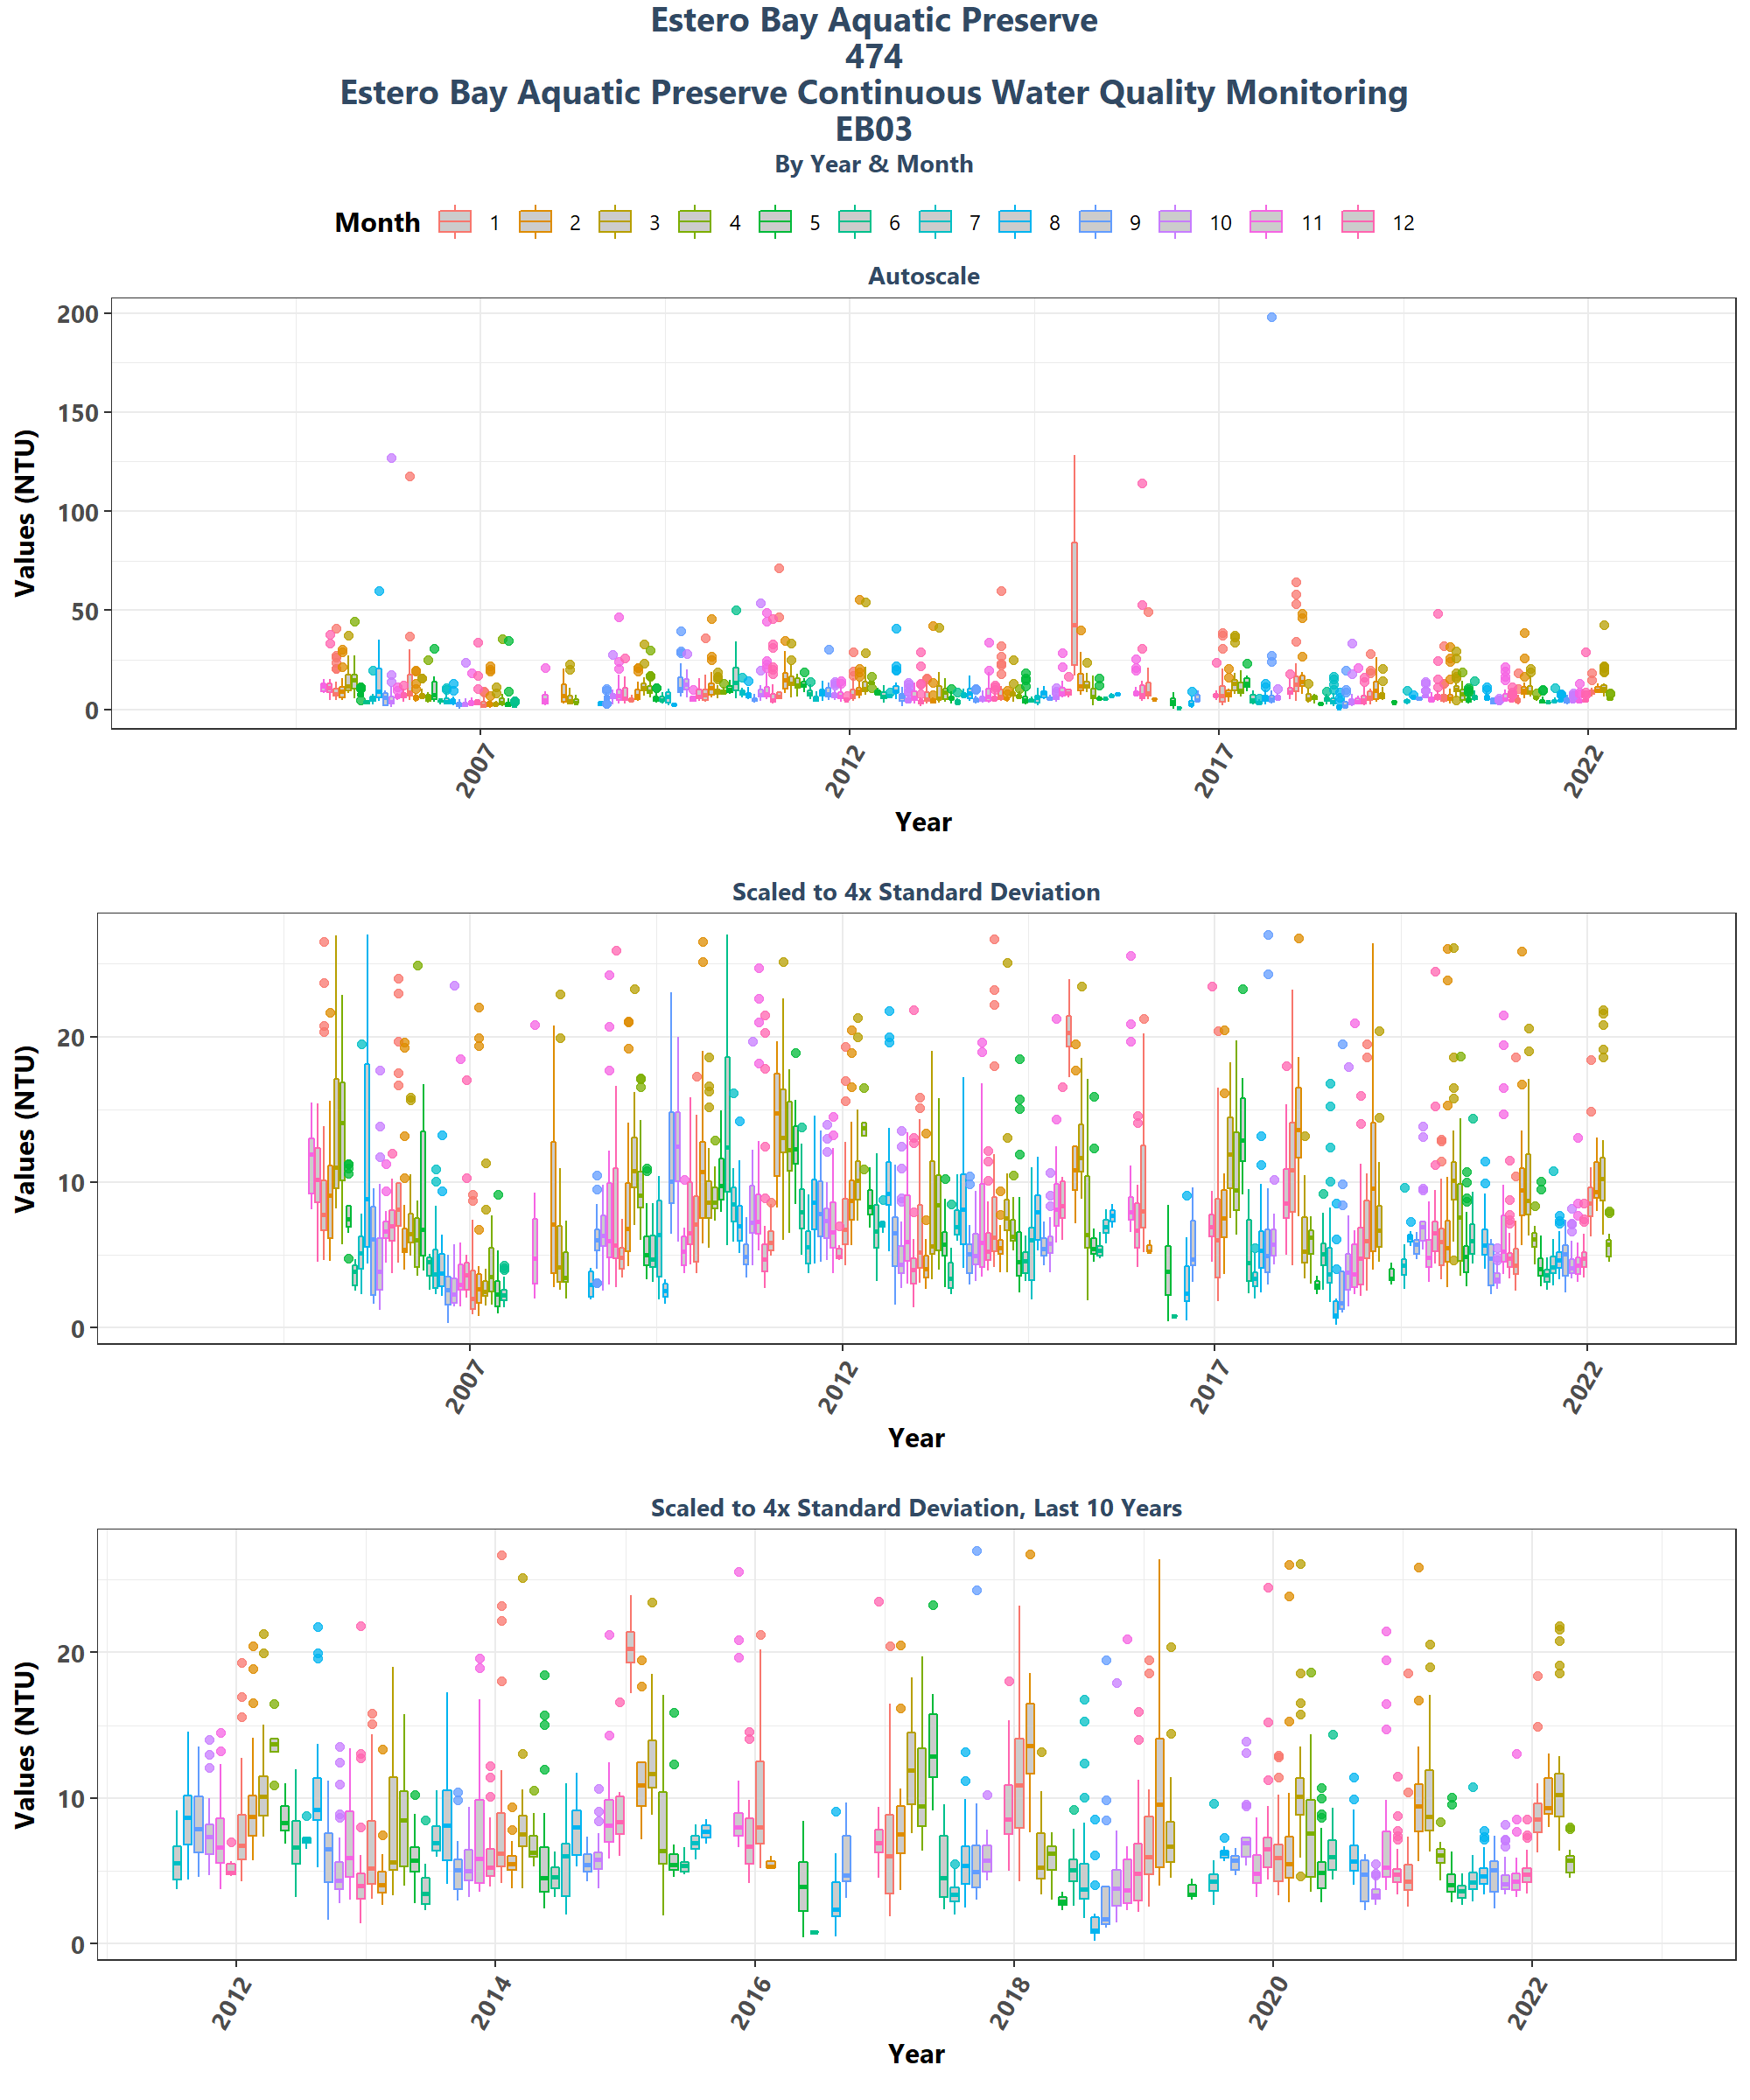 Estero Bay Aquatic Preserve
474
Estero Bay Aquatic Preserve Continuous Water Quality Monitoring
EB03
By Year & Month
Month 1 2 3 4 5 6 7 8 9 10 11 12
Autoscale
200
150
100
50
0
Values (NTU)
2007 2012 2017 2022
Year
Scaled to 4x Standard Deviation
20
10
0
Values (NTU)
2007 2012 2017 2022
Year
Scaled to 4x Standard Deviation, Last 10 Years
20
10
0
Values (NTU)
2012 2014 2016 2018 2020 2022
Year